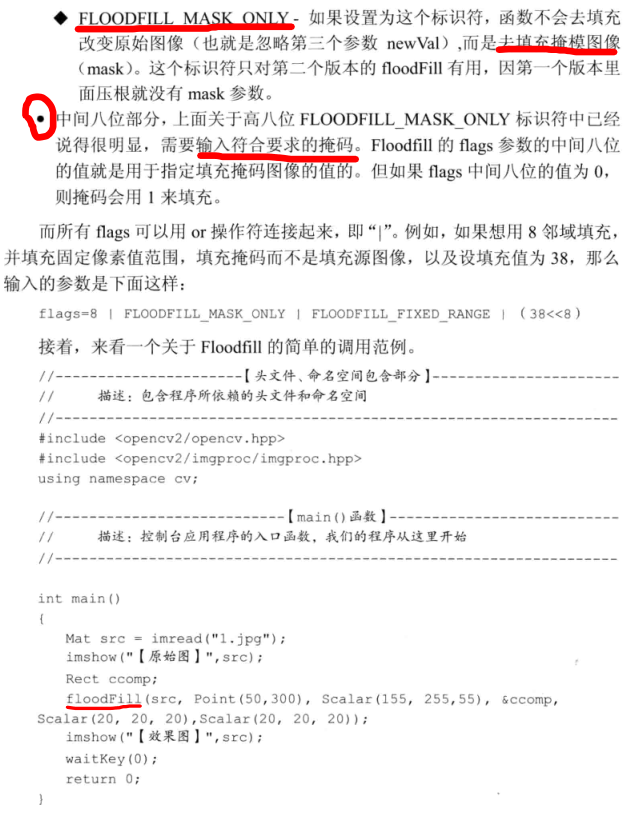 ◆ FLOODFILL_MASK_ONLY - 如果设置为这个标识符，函数不会去填充
改变原始图像（也就是忽略第三个参数 newVal）,而是去填充掩模图像
（mask）。这个标识符只对第二个版本的 floodFill 有用，因第一个版本里
面压根就没有 mask 参数。
● 中间八位部分，上面关于高八位 FLOODFILL_MASK_ONLY 标识符中已经
说得很明显，需要输入符合要求的掩码。Floodfill 的 flags 参数的中间八位
的值就是用于指定填充掩码图像的值的。但如果 flags 中间八位的值为 0，
则掩码会用 1 来填充。
而所有 flags 可以用 or 操作符连接起来，即“|”。例如，如果想用 8 邻域填充，
并填充固定像素值范围，填充掩码而不是填充源图像，以及设填充值为 38，那么
输入的参数是下面这样：
flags=8 | FLOODFILL_MASK_ONLY | FLOODFILL_FIXED_RANGE | （38<<8）
接着，来看一个关于 Floodfill 的简单的调用范例。
//----------------------【头文件、命名空间包含部分】----------------------
// 描述：包含程序所依赖的头文件和命名空间
//------------------------------------------------------------------
#include <opencv2/opencv.hpp>
#include <opencv2/imgproc/imgproc.hpp>
using namespace cv;
//---------------------------【main()函数】---------------------------
// 描述：控制台应用程序的入口函数，我们的程序从这里开始
//------------------------------------------------------------------
int main()
{
Mat src = imread("1.jpg");
imshow("【原始图】",src);
Rect ccomp;
floodFill(src, Point(50,300), Scalar(155, 255,55), &ccomp,
Scalar(20, 20, 20),Scalar(20, 20, 20));
imshow("【效果图】",src);
waitKey(0);
return 0;
}